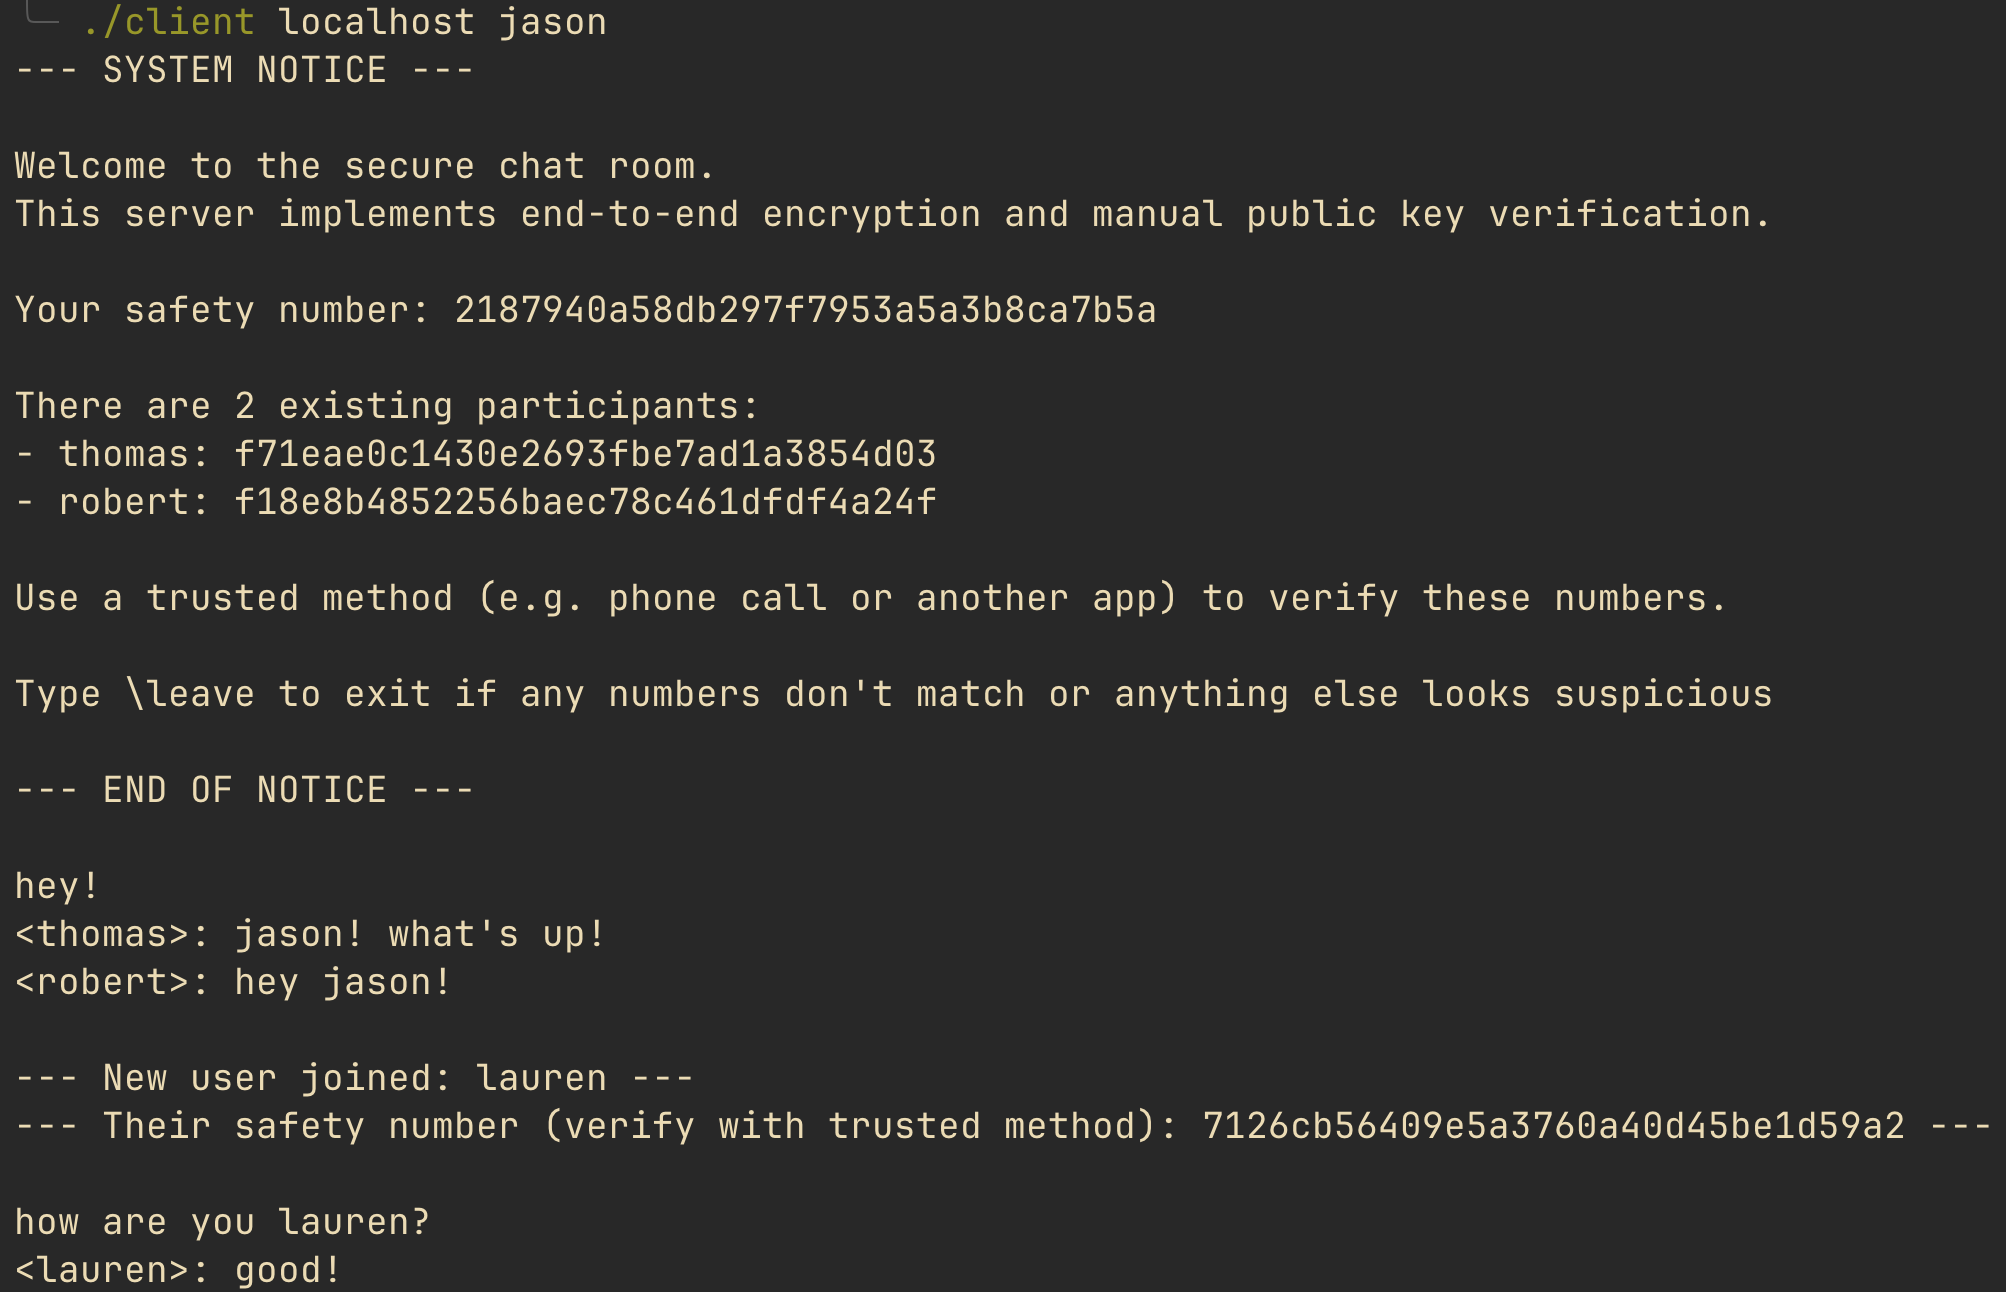 ./client localhost jason
--- SYSTEM NOTICE ---
Welcome to the secure chat room.
This server implements end-to-end encryption and manual public key verification.
Your safety number: 2187940a58db297f7953a5a3b8ca7b5a
There are 2 existing participants:
- thomas: f71eae0c1430e2693fbe7ad1a3854d03
- robert: f18e8b4852256baec78c461dfdf4a24f
Use a trusted method (e.g. phone call or another app) to verify these numbers.
Type \leave to exit if any numbers don't match or anything else looks suspicious
--- END OF NOTICE ---
hey!
<thomas>: jason! what's up!
<robert>: hey jason!
--- New user joined: lauren ---
--- Their safety number (verify with trusted method): 7126cb56409e5a3760a40d45be1d59a2 ---
how are you lauren?
<lauren>: good!